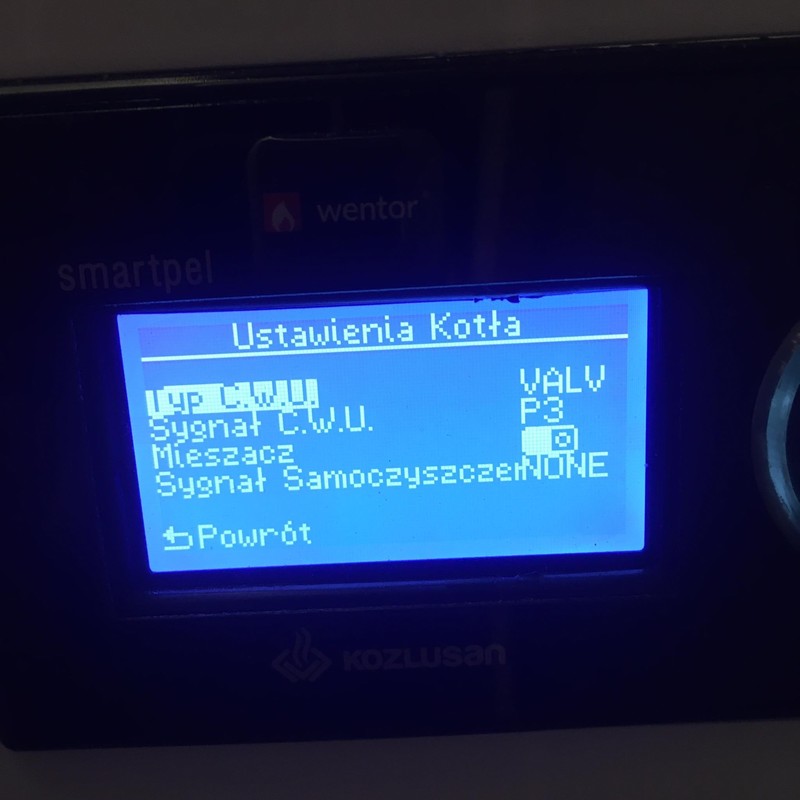 wentor
smartpel
Ustawienia Kotła
Typ C.W.U. VALV
Sygnał C.W.U. P3
Mieszacz
Sygnał Samoczyszczen NONE
Powrót
KOZLUSan